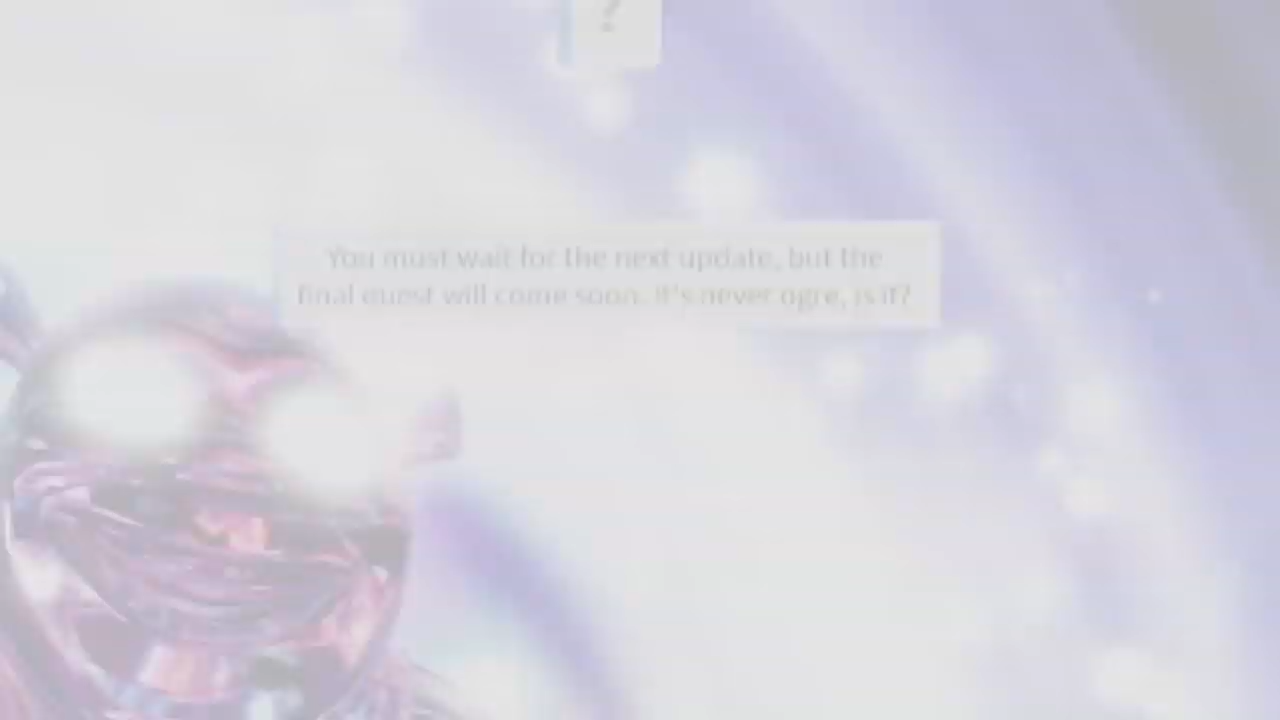 ?
You must wait for the next update, but the
final quest will come soon. It's never ogre, is it?